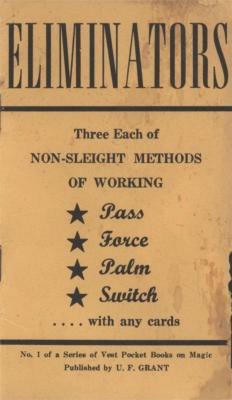 ELIMINATORS
Three Each of
NON-SLEIGHT METHODS
OF WORKING
★ Pass
★ Force
★ Palm
★ Switch
.... with any cards
No. 1 of a Series of Vest Pocket Books on Magic
Published by U. F. GRANT